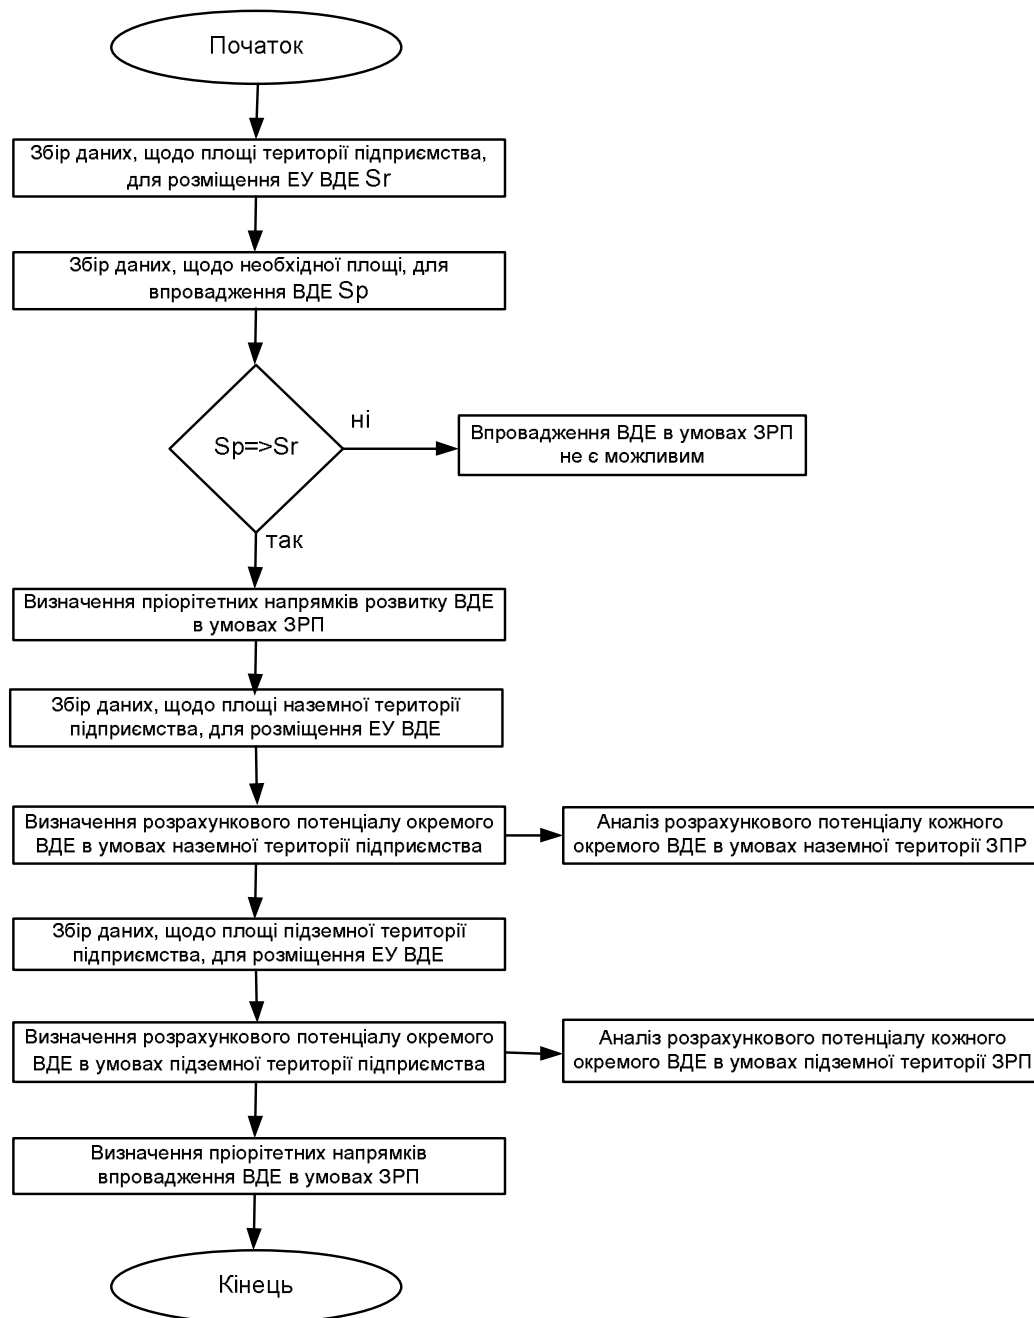 Початок
Збір даних, щодо площі території підприємства,
для розміщення ЕУ ВДЕ Sr
Збір даних, щодо необхідної площі, для
впровадження ВДЕ Sp
Sp=>Sr
ні
Впровадження ВДЕ в умовах ЗРП
не є можливим
так
Визначення пріорітетних напрямків розвитку ВДЕ
в умовах ЗРП
Збір даних, щодо площі наземної території
підприємства, для розміщення ЕУ ВДЕ
Визначення розрахункового потенціалу окремого
ВДЕ в умовах наземної території підприємства
Аналіз розрахункового потенціалу кожного
окремого ВДЕ в умовах наземної території ЗПР
Збір даних, щодо площі підземної території
підприємства, для розміщення ЕУ ВДЕ
Визначення розрахункового потенціалу окремого
ВДЕ в умовах підземної території підприємства
Аналіз розрахункового потенціалу кожного
окремого ВДЕ в умовах підземної території ЗРП
Визначення пріорітетних напрямків
впровадження ВДЕ в умовах ЗРП
Кінець